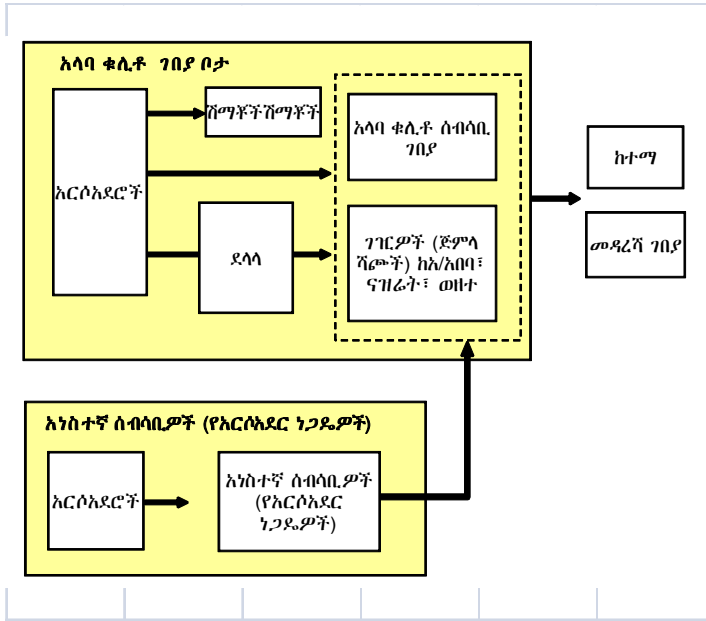 አላባ ቁሊቶ ገበያ ቦታ
ሸማቾችሸማቾች
አላባ ቁሊቶ ሰብሳቢ
ገበያ
አርሶአደሮች
ደላላ
ገገርዎች (ጅምላ
ሻጮች) ከአ/አበባ፣
ናዝሬት፣ ወዘተ
ከተማ
መዳረሻ ገበያ
አነስተኛ ሰብሳቢዎች (የአርሶአደር ነጋዴዎች)
አርሶአደሮች
አነስተኛ ሰብሳቢዎች
(የአርሶአደር
ነጋዴዎች)